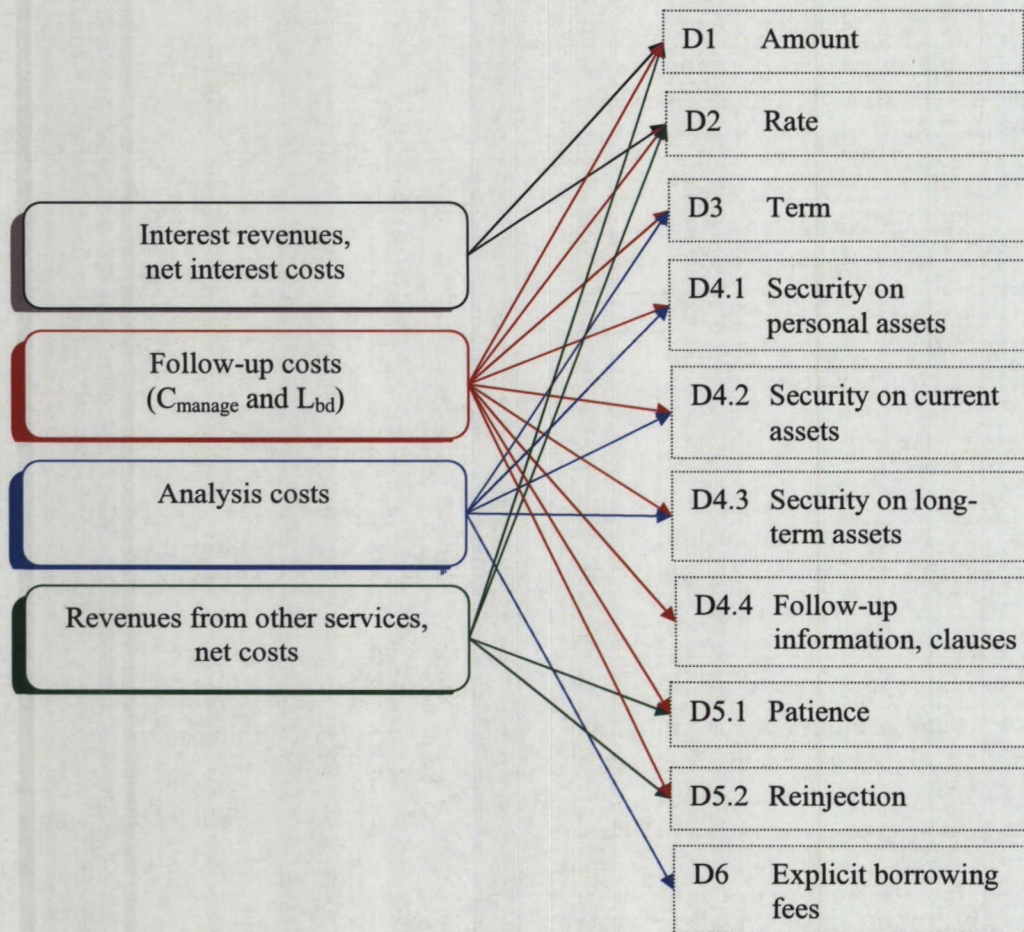 Interest revenues,
net interest costs
Follow-up costs
(Cmanage and Lbd)
Analysis costs
Revenues from other services,
net costs
D1 Amount
D2 Rate
D3 Term
D4.1 Security on
personal assets
D4.2 Security on current
assets
D4.3 Security on long-
term assets
D4.4 Follow-up
information, clauses
D5.1 Patience
D5.2 Reinjection
D6 Explicit borrowing
fees